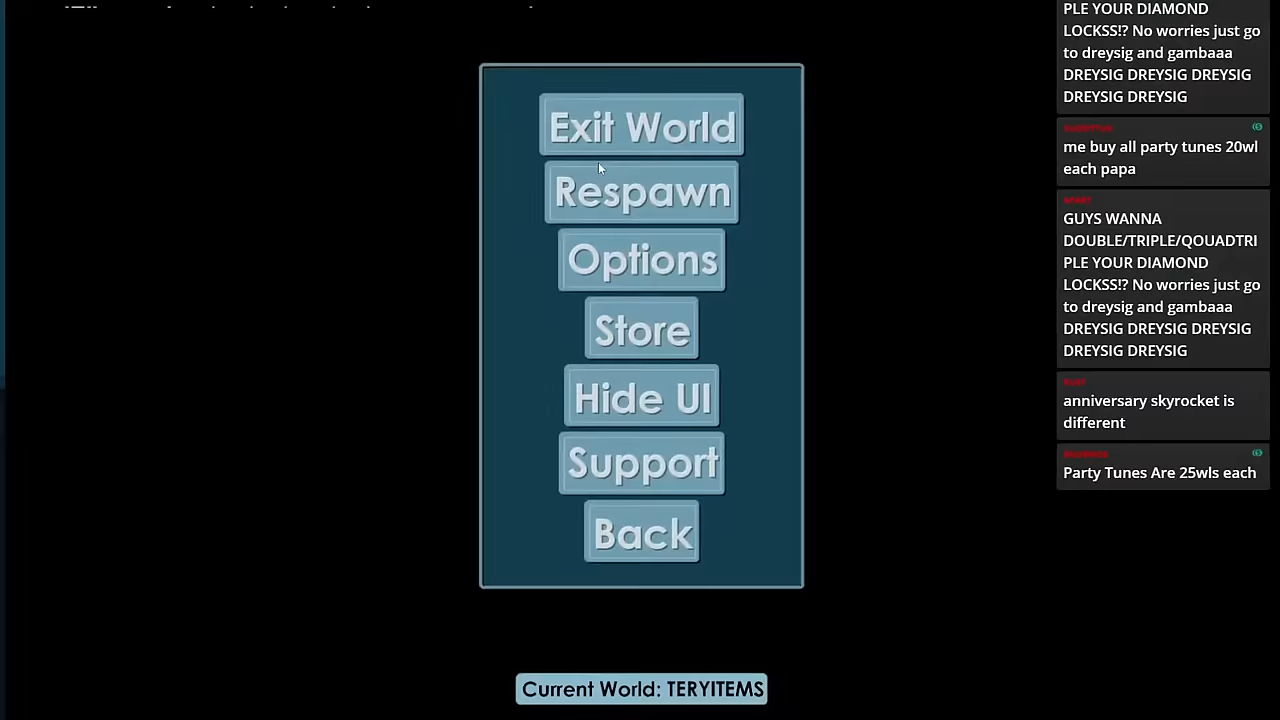 Exit World
Respawn
Options
Store
Hide UI
Support
Back
Current World: TERYITEMS
PLE YOUR DIAMOND
LOCKSS!? No worries just go
to dreysig and gambaaa
DREYSIG DREYSIG DREYSIG
DREYSIG DREYSIG
me buy all party tunes 20wl
each papa
GUYS WANNA
DOUBLE/TRIPLE/QOUADTRI
PLE YOUR DIAMOND
LOCKSS!? No worries just go
to dreysig and gambaaa
DREYSIG DREYSIG DREYSIG
DREYSIG DREYSIG
anniversary skyrocket is
different
Party Tunes Are 25wls each